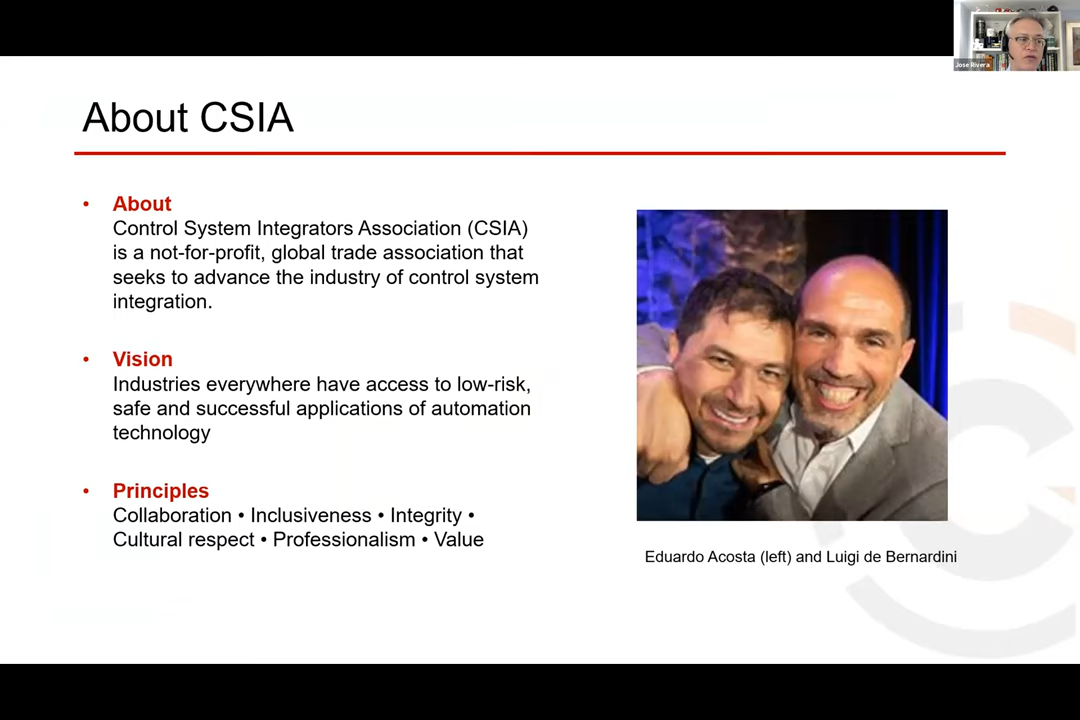 Jose Rivera
About CSIA
• About
Control System Integrators Association (CSIA)
is a not-for-profit, global trade association that
seeks to advance the industry of control system
integration.
• Vision
Industries everywhere have access to low-risk,
safe and successful applications of automation
technology
• Principles
Collaboration • Inclusiveness • Integrity •
Cultural respect • Professionalism • Value
Eduardo Acosta (left) and Luigi de Bernardini